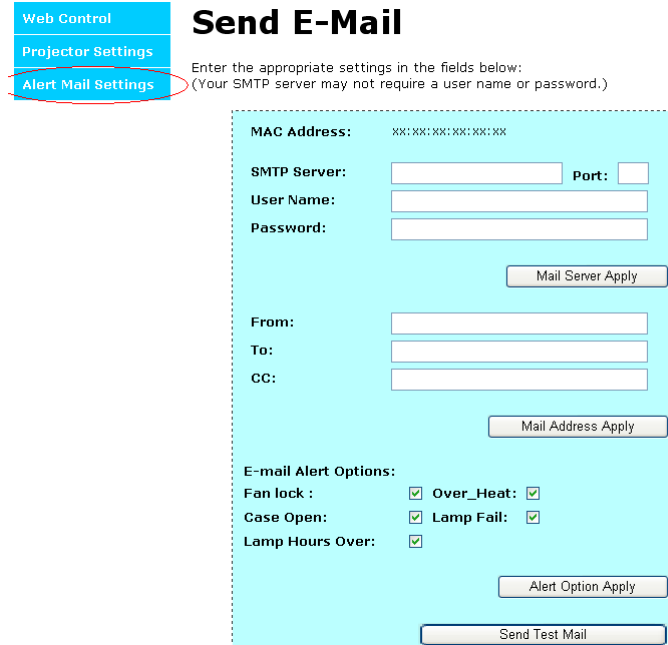 Web Control
Projector Settings
Alert Mail Settings
Send E-Mail
Enter the appropriate settings in the fields below:
(Your SMTP server may not require a user name or password.)
MAC Address: xx:xx:xx:xx:xx:xx
SMTP Server: Port:
User Name:
Password:
Mail Server Apply
From:
To:
CC:
Mail Address Apply
E-mail Alert Options:
Fan lock : Over_Heat:
Case Open: Lamp Fail:
Lamp Hours Over:
Alert Option Apply
Send Test Mail